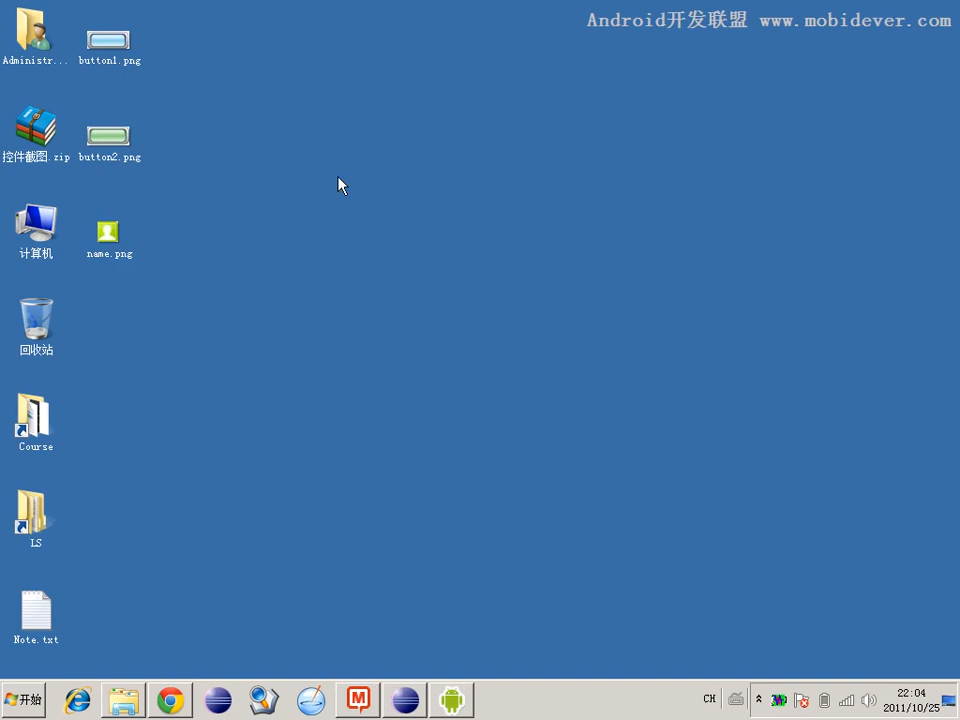 Android开发联盟 www.mobidever.com
Administr...
button1.png
控件截图.zip
button2.png
计算机
name.png
回收站
Course
LS
Note.txt
开始
CH
22:04
2011/10/25